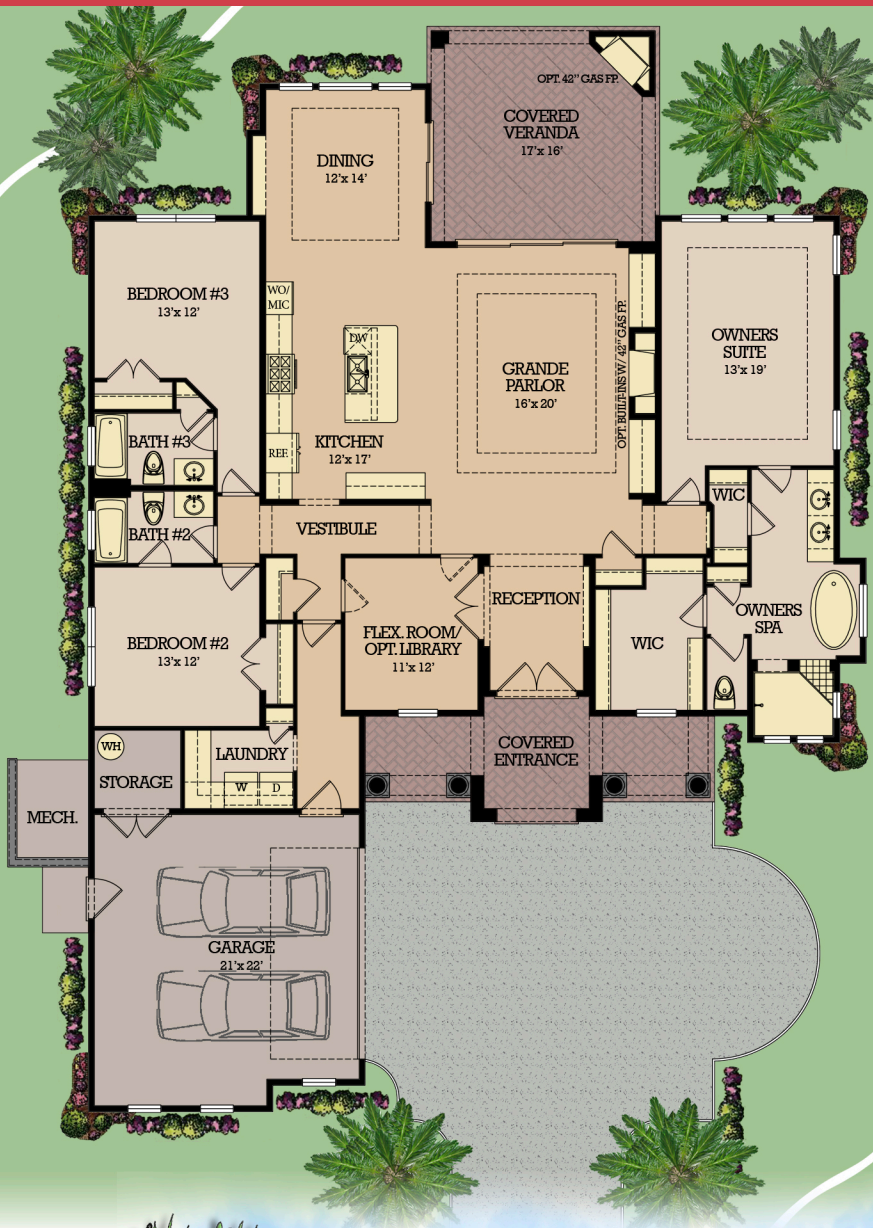 OPT. 42" GAS FP.
COVERED
VERANDA
17'x 16'
DINING
12'x 14'
BEDROOM #3
13'x 12'
WO/
MIC
DW
REF.
KITCHEN
12'x 17'
GRANDE
PARLOR
16'x 20'
OPT. BUILT-INS W/ 42" GAS FP.
OWNERS
SUITE
13'x 19'
BATH #3
BATH #2
VESTIBULE
WIC
BEDROOM #2
13'x 12'
FLEX. ROOM/
OPT. LIBRARY
11'x 12'
RECEPTION
WIC
OWNERS
SPA
WH
STORAGE
LAUNDRY
W
D
COVERED
ENTRANCE
MECH.
GARAGE
21'x 22'